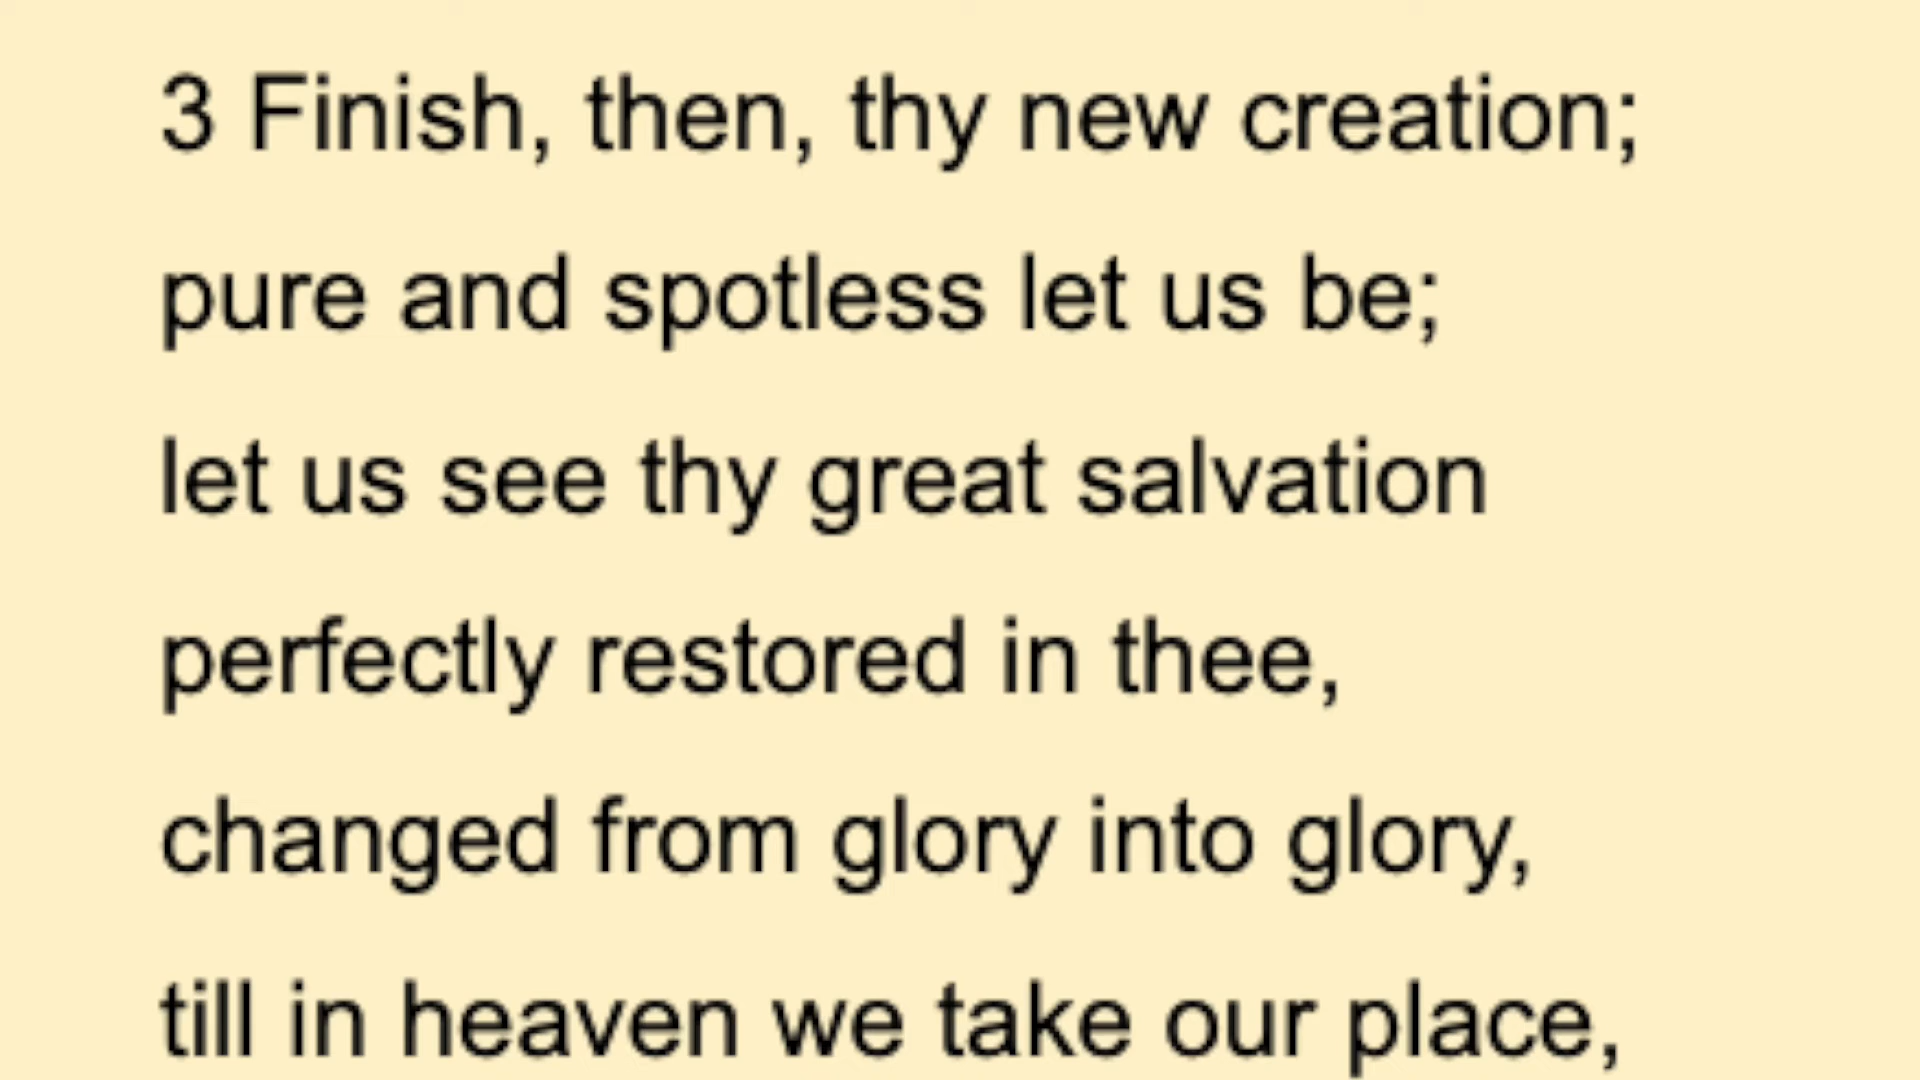 3 Finish, then, thy new creation;
pure and spotless let us be;
let us see thy great salvation
perfectly restored in thee,
changed from glory into glory,
till in heaven we take our place,